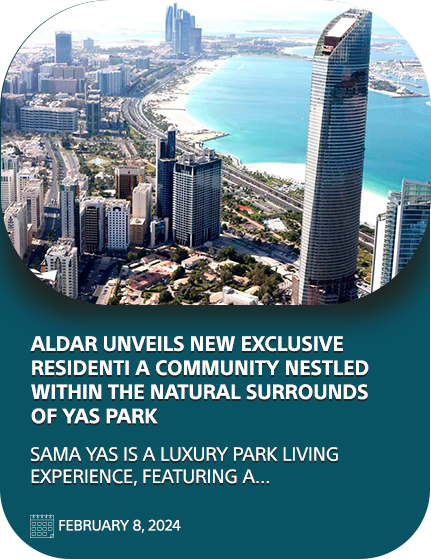 ALDAR UNVEILS NEW EXCLUSIVE
RESIDENTI A COMMUNITY NESTLED
WITHIN THE NATURAL SURROUNDS
OF YAS PARK
SAMA YAS IS A LUXURY PARK LIVING
EXPERIENCE, FEATURING A...
FEBRUARY 8, 2024